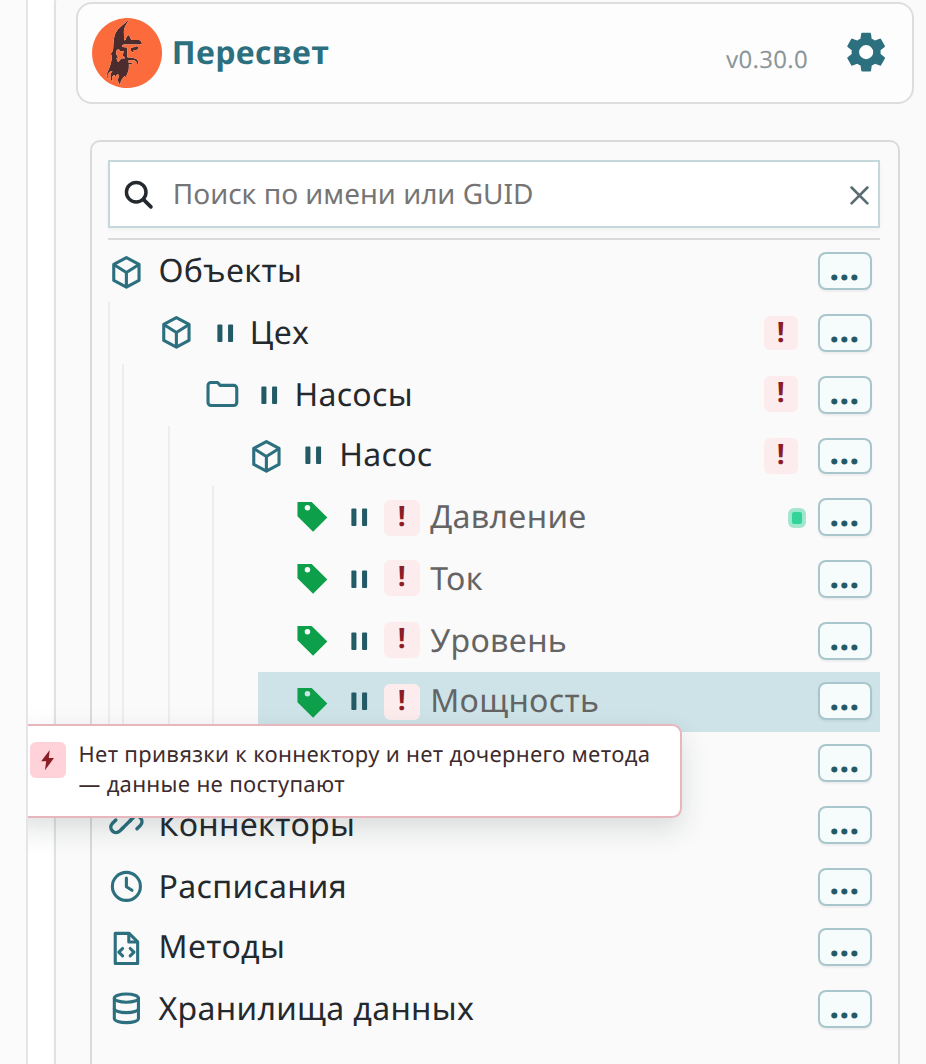 Пересвет
v0.30.0
Поиск по имени или GUID
Объекты
...
Цех
!
...
Насосы
!
...
Насос
!
...
! Давление
...
! Ток
...
! Уровень
...
! Мощность
...
Нет привязки к коннектору и нет дочернего метода
— данные не поступают
...
Коннекторы
...
Расписания
...
Методы
...
Хранилища данных
...